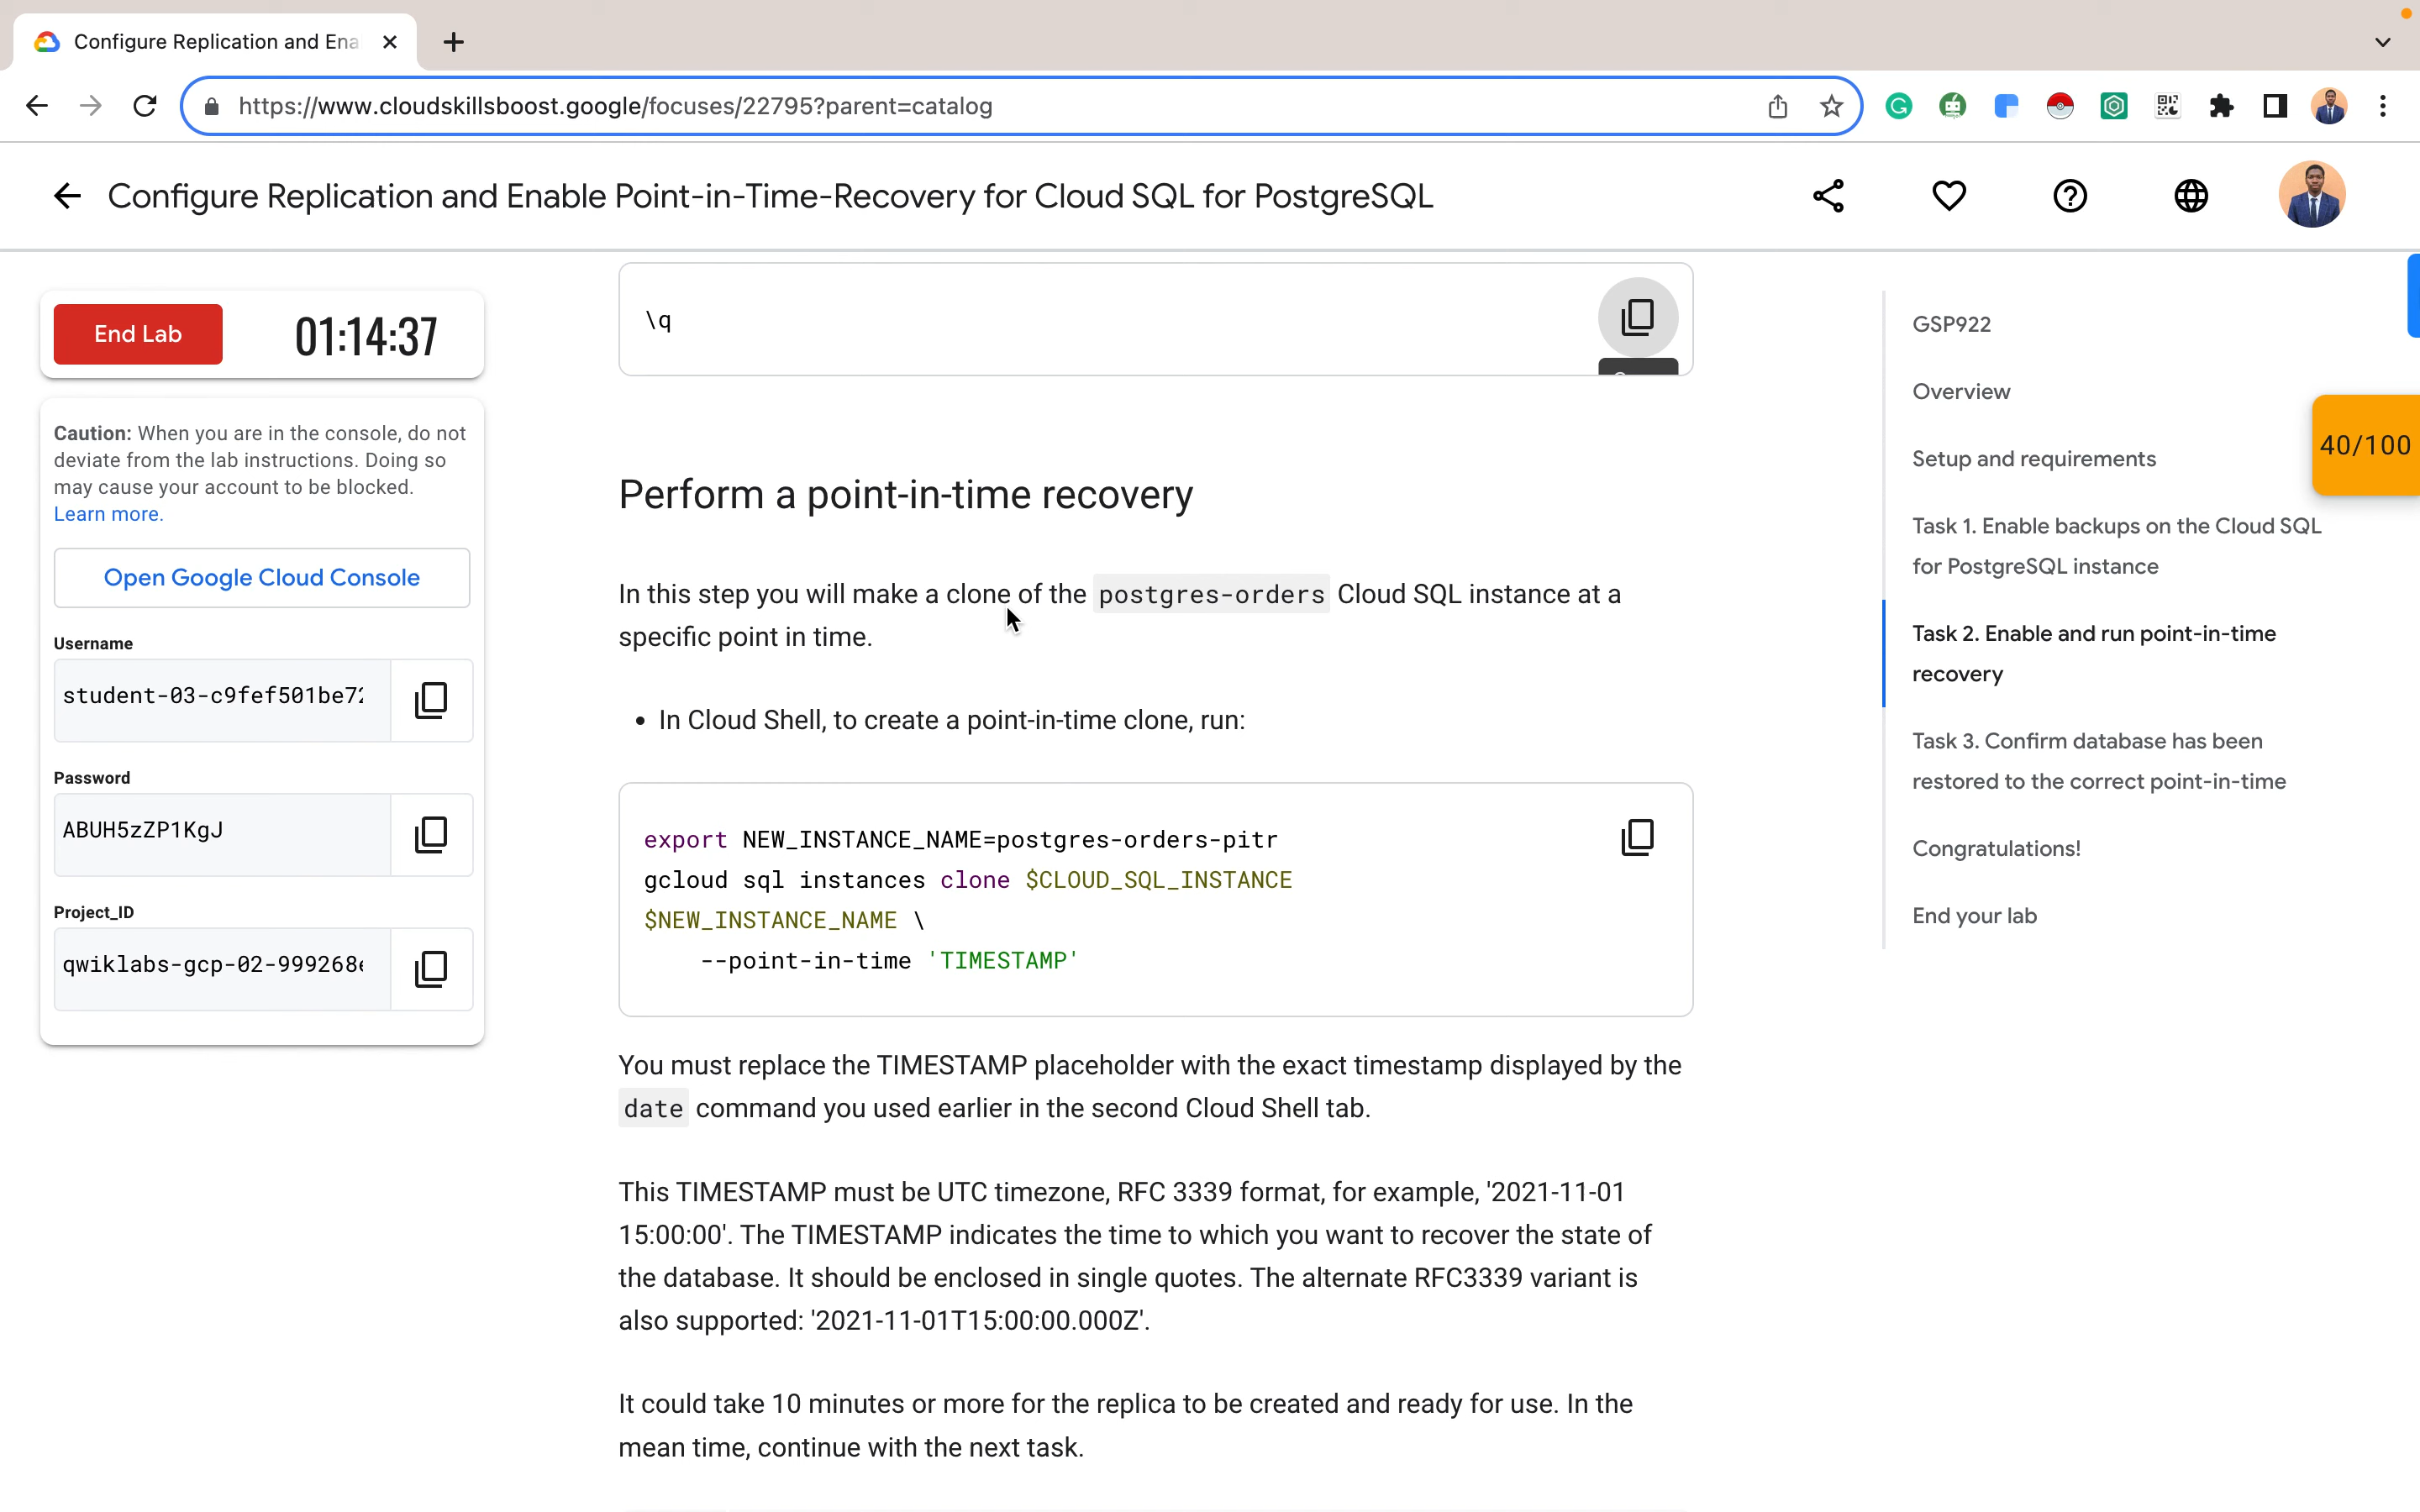 Configure Replication and Ena
https://www.cloudskillsboost.google/focuses/22795?parent=catalog
Configure Replication and Enable Point-in-Time-Recovery for Cloud SQL for PostgreSQL
End Lab
01:14:37
Caution: When you are in the console, do not
deviate from the lab instructions. Doing so
may cause your account to be blocked.
Learn more.
Open Google Cloud Console
Username
student-03-c9fef501be72
Password
ABUH5zZP1KgJ
Project_ID
qwiklabs-gcp-02-999268e
\q
Perform a point-in-time recovery
In this step you will make a clone of the postgres-orders Cloud SQL instance at a
specific point in time.
• In Cloud Shell, to create a point-in-time clone, run:
export NEW_INSTANCE_NAME=postgres-orders-pitr
gcloud sql instances clone $CLOUD_SQL_INSTANCE
$NEW_INSTANCE_NAME \
--point-in-time 'TIMESTAMP'
You must replace the TIMESTAMP placeholder with the exact timestamp displayed by the
date command you used earlier in the second Cloud Shell tab.
This TIMESTAMP must be UTC timezone, RFC 3339 format, for example, '2021-11-01
15:00:00'. The TIMESTAMP indicates the time to which you want to recover the state of
the database. It should be enclosed in single quotes. The alternate RFC3339 variant is
also supported: '2021-11-01T15:00:00.000Z'.
It could take 10 minutes or more for the replica to be created and ready for use. In the
mean time, continue with the next task.
GSP922
Overview
Setup and requirements
Task 1. Enable backups on the Cloud SQL
for PostgreSQL instance
Task 2. Enable and run point-in-time
recovery
Task 3. Confirm database has been
restored to the correct point-in-time
Congratulations!
End your lab
40/100